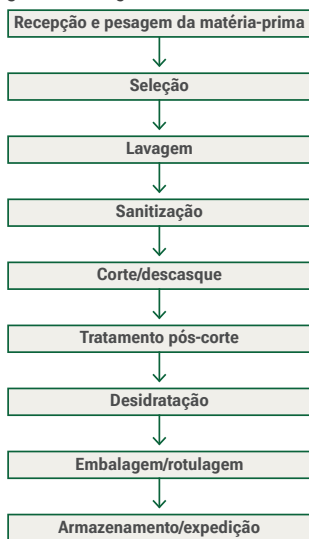 Recepção e pesagem da matéria-prima
Seleção
Lavagem
Sanitização
Corte/descasque
Tratamento pós-corte
Desidratação
Embalagem/rotulagem
Armazenamento/expedição